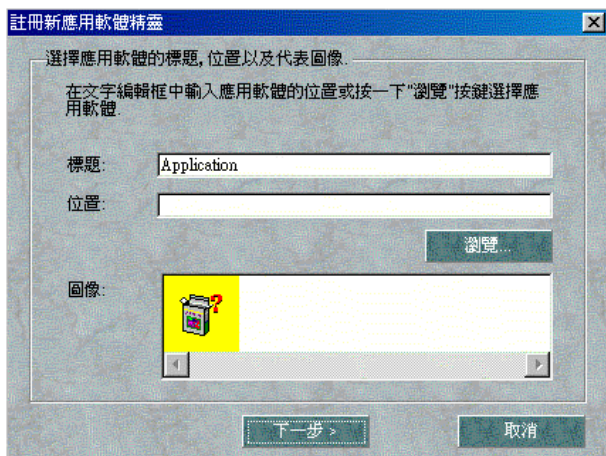 註冊新應用軟體精靈
選擇應用軟體的標題,位置以及代表圖像.
在文字編輯框中輸入應用軟體的位置或按一下"瀏覽"按鍵選擇應
用軟體.
標題:
Application
位置:
瀏覽...
圖像:
下一步 >
取消